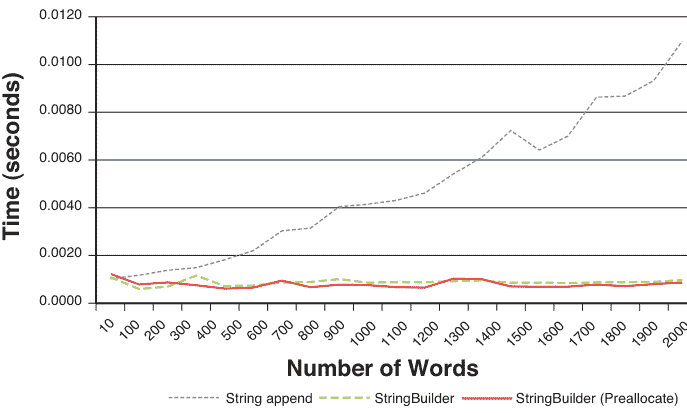 0.0120
0.0100
0.0080
0.0060
0.0040
0.0020
0.0000
Time (seconds)
10 100 200 300 400 500 600 700 800 900 1000 1100 1200 1300 1400 1500 1600 1700 1800 1900 2000
Number of Words
String append StringBuilder StringBuilder (Preallocate)